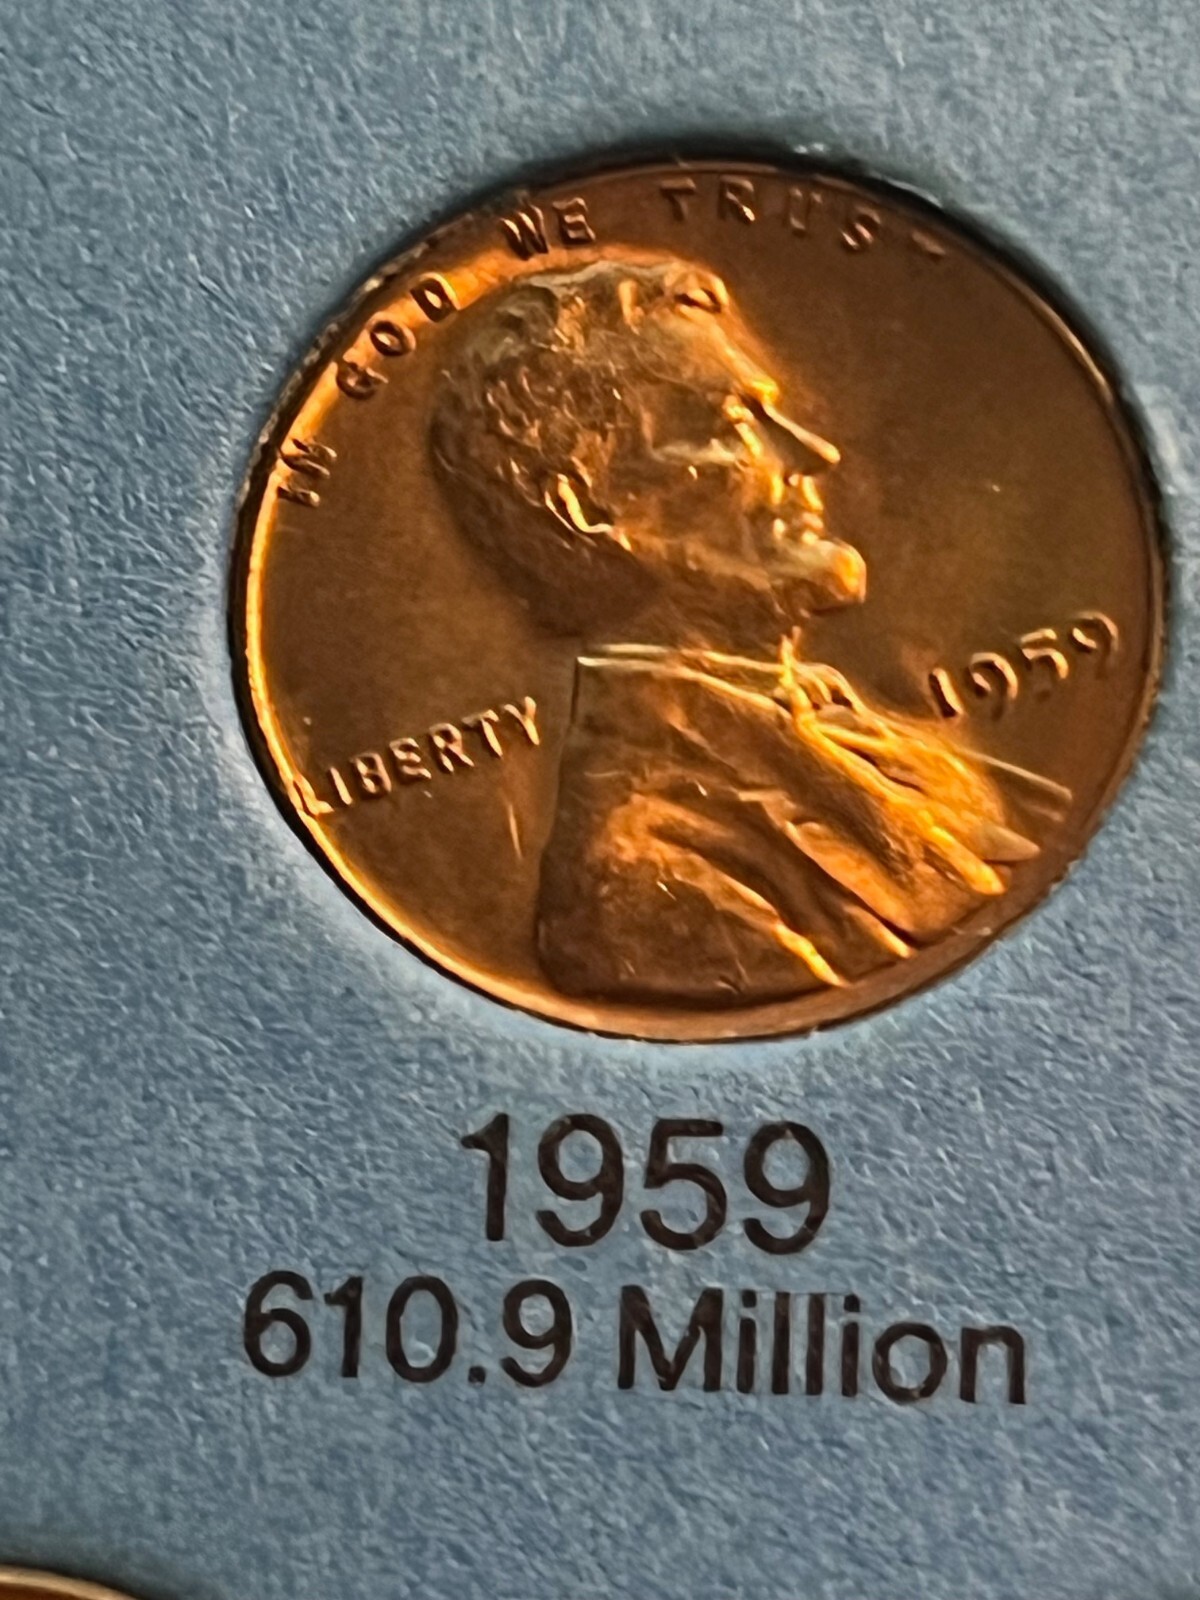 IN GOD WE TRUST
LIBERTY
1959
1959
610.9 Million